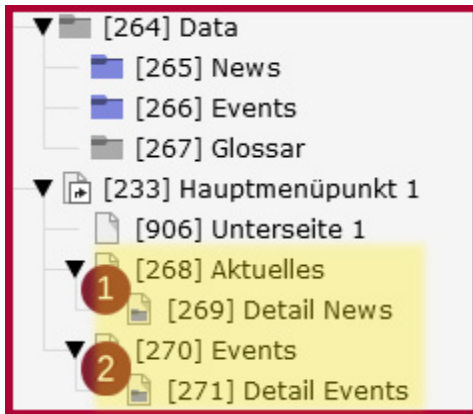 [264] Data
[265] News
[266] Events
[267] Glossar
[233] Hauptmenüpunkt 1
[906] Unterseite 1
[268] Aktuelles
1
[269] Detail News
[270] Events
2
[271] Detail Events